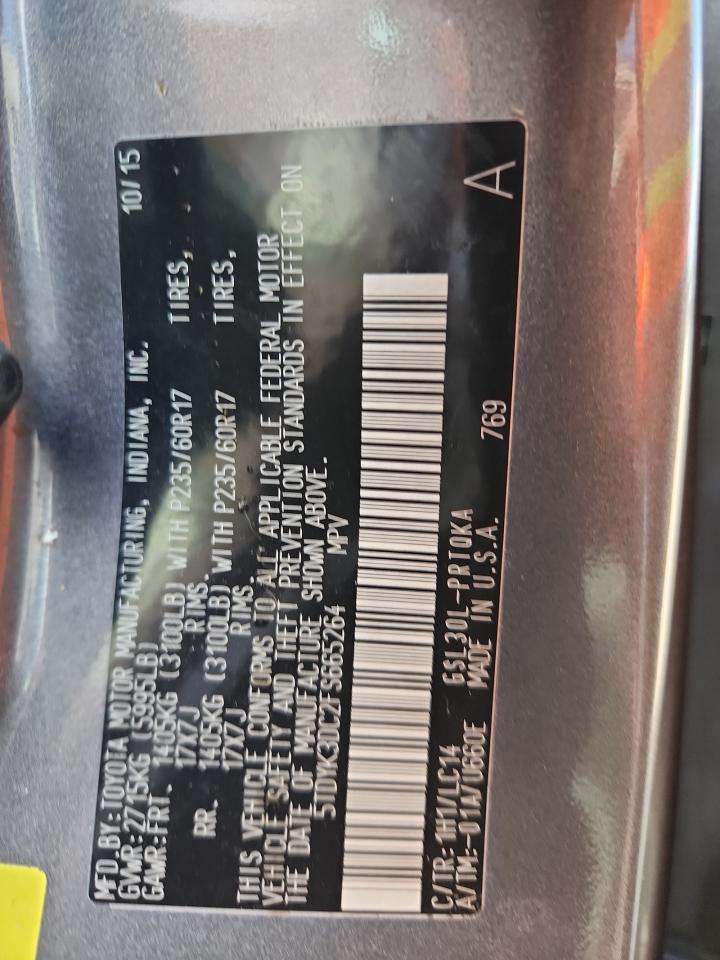 MFD.BY:TOYOTA MOTOR MANUFACTURING, INDIANA, INC. 10/15
GVWR:2715KG (5995LB)
GAWR:FRT. 1405KG (3100LB) WITH P235/60R17 TIRES,
17X7J RIMS.
RR. 1405KG (3100LB) WITH P235/60R17 TIRES,
17X7J RIMS.
THIS VEHICLE CONFORMS TO ALL APPLICABLE FEDERAL MOTOR
VEHICLE SAFETY AND THEFT PREVENTION STANDARDS IN EFFECT ON
THE DATE OF MANUFACTURE SHOWN ABOVE.
5TDYK3DC2FS665264 MPV
C/TR:1H1/LC14 GSL30L-PRTOKA
A/TM:-01A/U660E MADE IN U.S.A. 769
A